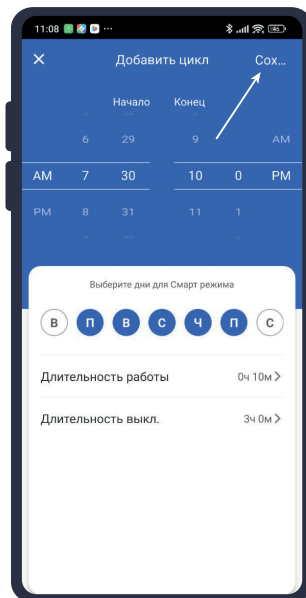 11:08 46
Добавить цикл Сох...
Начало Конец
6 29 9 AM
AM 7 30 10 0 PM
PM 8 31 11 1
Выберите дни для Смарт режима
В П В С Ч П С
Длительность работы 0ч 10м
Длительность выкл. 3ч 0м